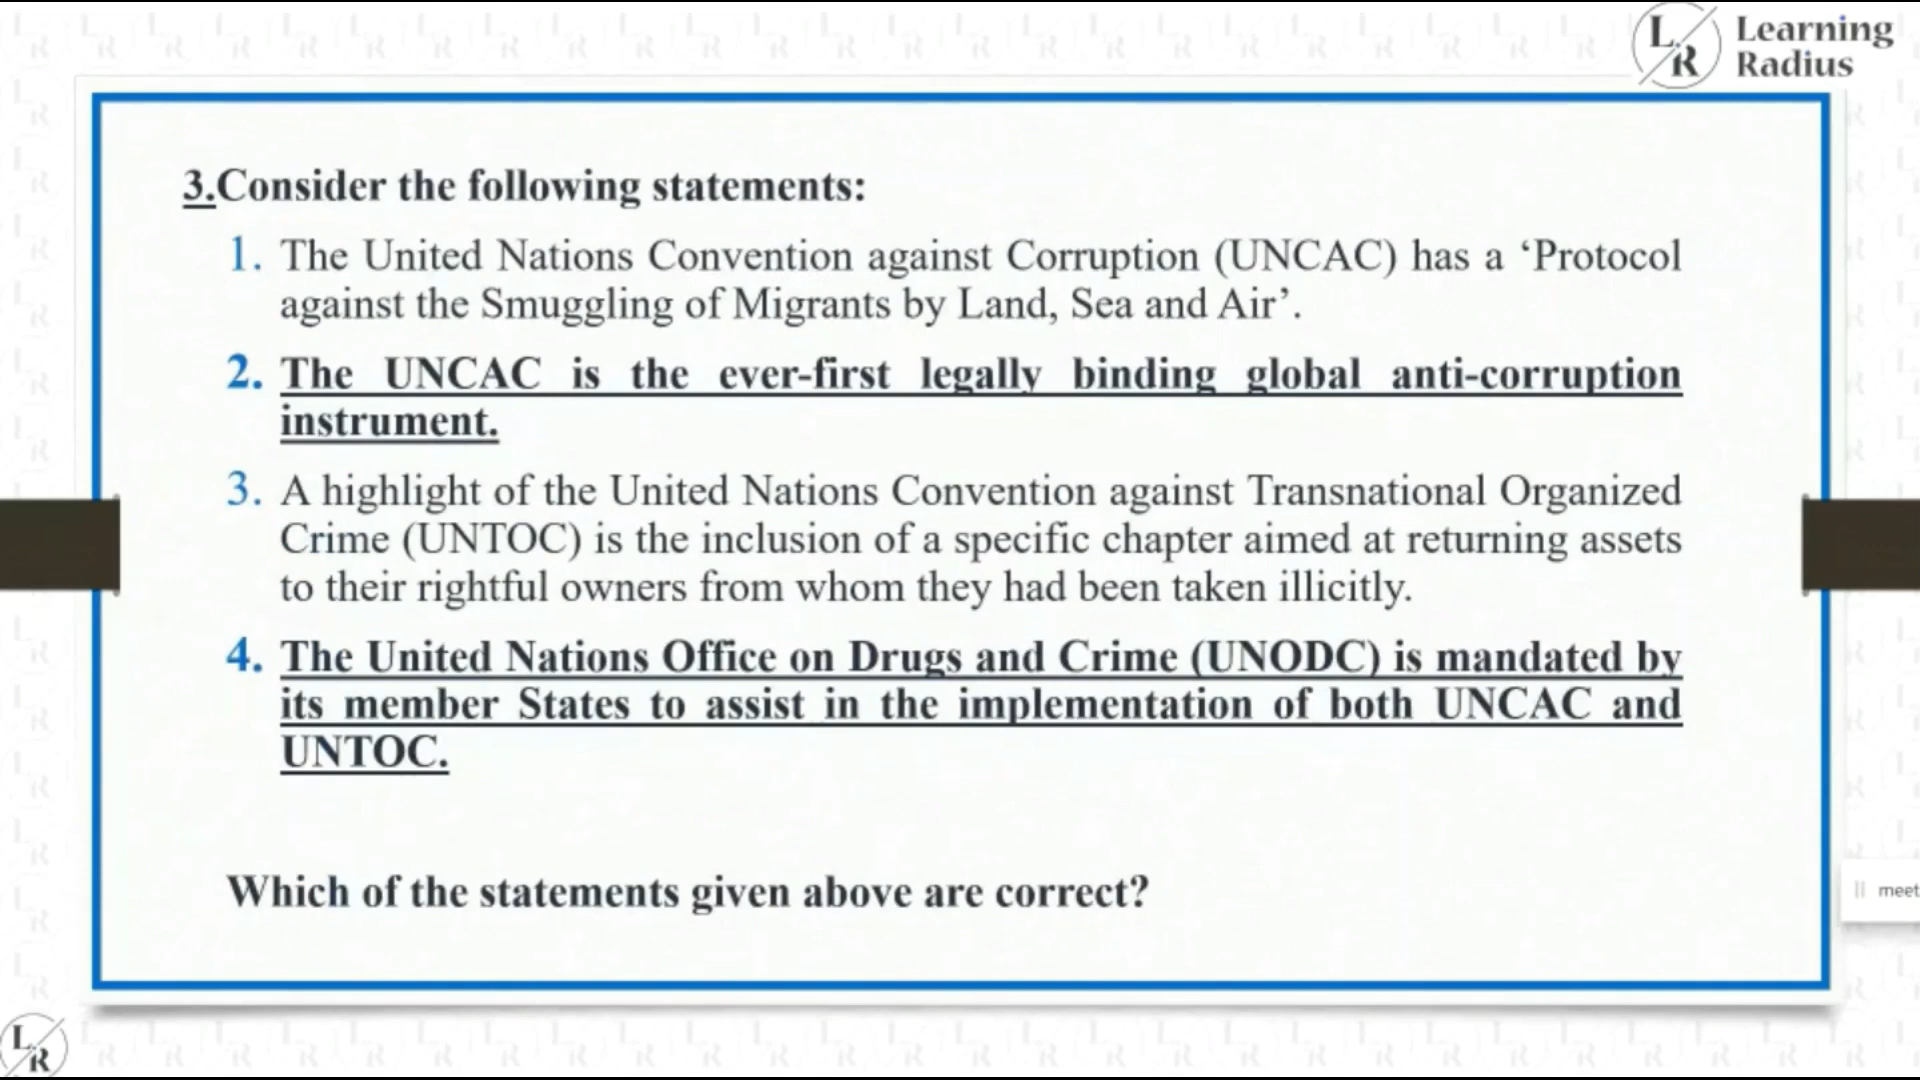 Learning
Radius
3.Consider the following statements:
1. The United Nations Convention against Corruption (UNCAC) has a ‘Protocol
against the Smuggling of Migrants by Land, Sea and Air’.
2. The UNCAC is the ever-first legally binding global anti-corruption
instrument.
3. A highlight of the United Nations Convention against Transnational Organized
Crime (UNTOC) is the inclusion of a specific chapter aimed at returning assets
to their rightful owners from whom they had been taken illicitly.
4. The United Nations Office on Drugs and Crime (UNODC) is mandated by
its member States to assist in the implementation of both UNCAC and
UNTOC.
Which of the statements given above are correct?
|| meet
L
R